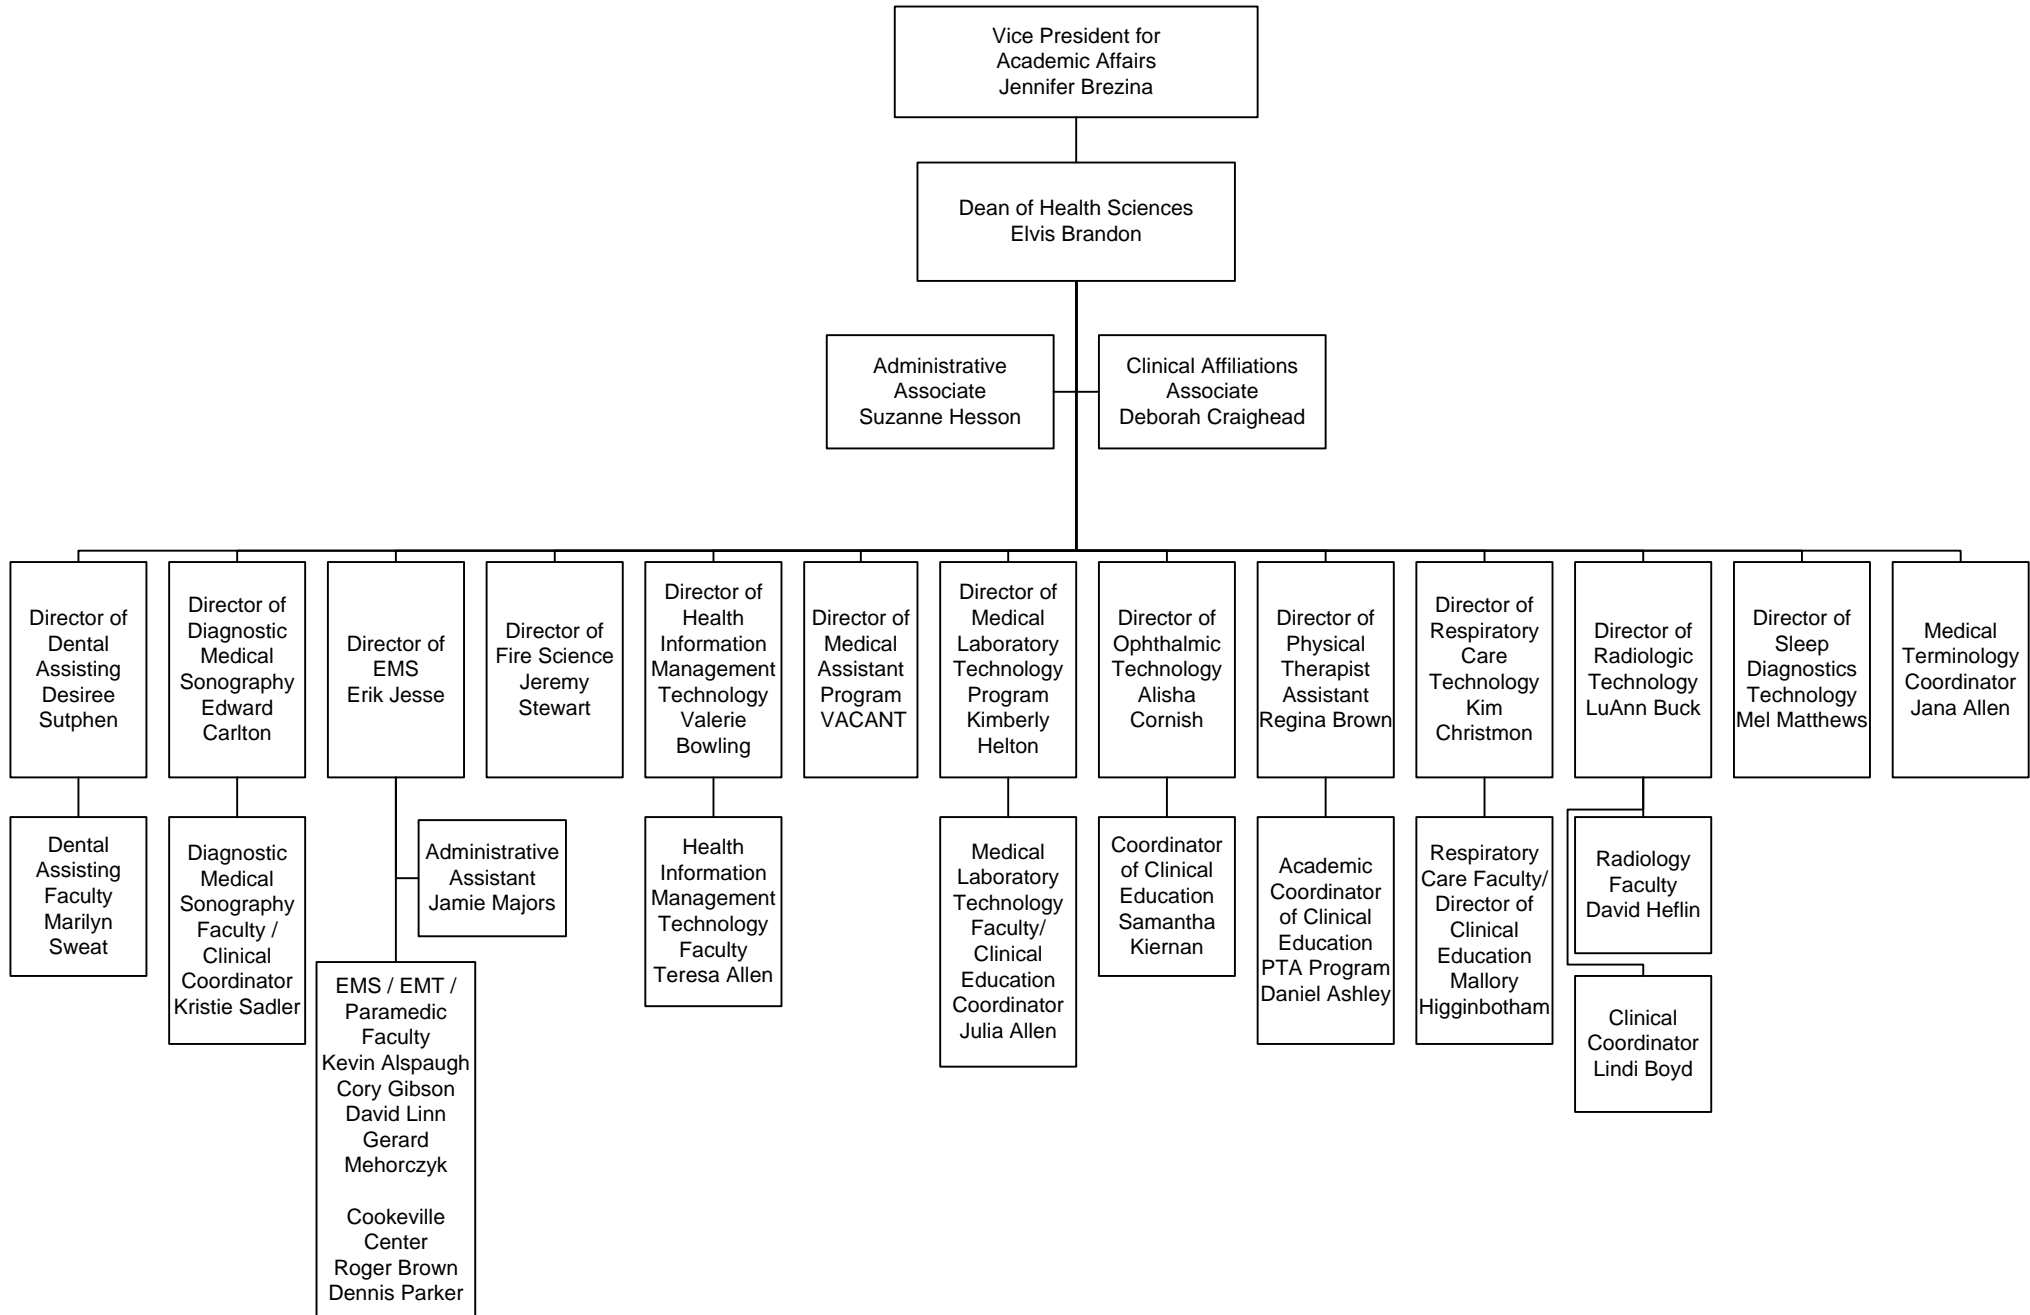 Vice President for
Academic Affairs
Jennifer Brezina
Dean of Health Sciences
Elvis Brandon
Administrative
Associate
Suzanne Hesson
Clinical Affiliations
Associate
Deborah Craighead
Director of
Dental
Assisting
Desiree
Sutphen
Director of
Diagnostic
Medical
Sonography
Edward
Carlton
Director of
EMS
Erik Jesse
Director of
Fire Science
Jeremy
Stewart
Director of
Health
Information
Management
Technology
Valerie
Bowling
Director of
Medical
Assistant
Program
VACANT
Director of
Medical
Laboratory
Technology
Program
Kimberly
Helton
Director of
Ophthalmic
Technology
Alisha
Cornish
Director of
Physical
Therapist
Assistant
Regina Brown
Director of
Respiratory
Care
Technology
Kim
Christmon
Director of
Radiologic
Technology
LuAnn Buck
Director of
Sleep
Diagnostics
Technology
Mel Matthews
Medical
Terminology
Coordinator
Jana Allen
Dental
Assisting
Faculty
Marilyn
Sweat
Diagnostic
Medical
Sonography
Faculty /
Clinical
Coordinator
Kristie Sadler
Administrative
Assistant
Jamie Majors
EMS / EMT /
Paramedic
Faculty
Kevin Alspaugh
Cory Gibson
David Linn
Gerard
Mehorczyk
Cookeville
Center
Roger Brown
Dennis Parker
Health
Information
Management
Technology
Faculty
Teresa Allen
Medical
Laboratory
Technology
Faculty/
Clinical
Education
Coordinator
Julia Allen
Coordinator
of Clinical
Education
Samantha
Kiernan
Academic
Coordinator
of Clinical
Education
PTA Program
Daniel Ashley
Respiratory
Care Faculty/
Director of
Clinical
Education
Mallory
Higginbotham
Radiology
Faculty
David Heflin
Clinical
Coordinator
Lindi Boyd